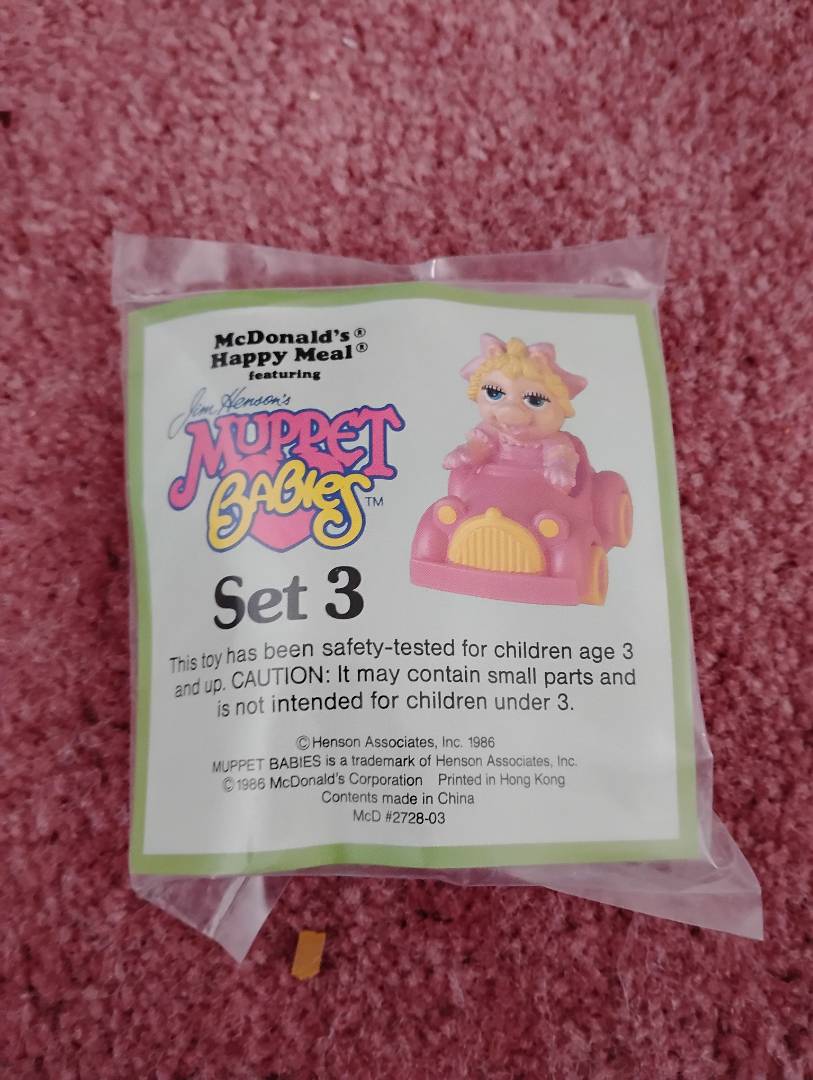 McDonald's®
Happy Meal®
featuring
Jim Henson's
MUPPET
BABIES™
Set 3
This toy has been safety-tested for children age 3
and up. CAUTION: It may contain small parts and
is not intended for children under 3.
© Henson Associates, Inc. 1986
MUPPET BABIES is a trademark of Henson Associates, Inc.
© 1986 McDonald's Corporation Printed in Hong Kong
Contents made in China
McD #2728-03